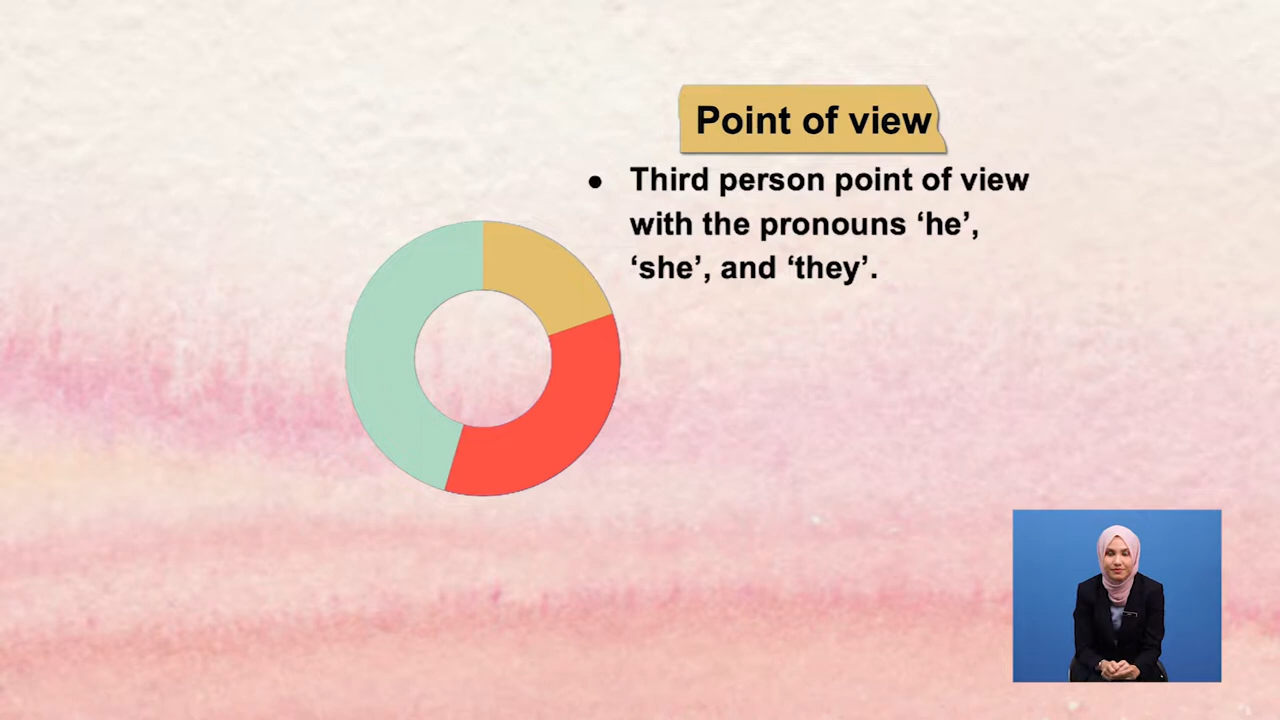 Point of view
● Third person point of view
with the pronouns ‘he’,
‘she’, and ‘they’.